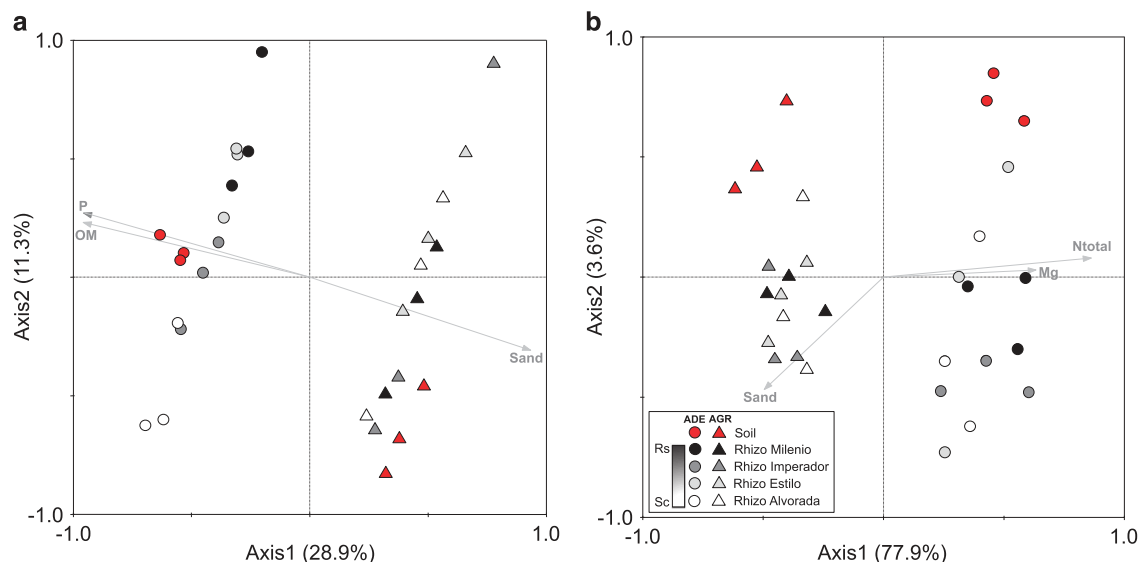 a
1.0
P
OM
Sand
Axis2 (11.3%)
-1.0
-1.0
1.0
Axis1 (28.9%)
b
1.0
Ntotal
Mg
Sand
Axis2 (3.6%)
ADE AGR
Soil
Rs
Rhizo Milenio
Rhizo Imperador
Rhizo Estilo
Sc
Rhizo Alvorada
-1.0
-1.0
1.0
Axis1 (77.9%)